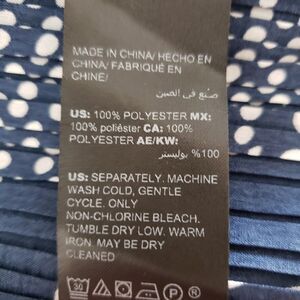 MADE IN CHINA/ HECHO EN
CHINA/ FABRIQUÉ EN
CHINE/
صنع في الصين
US: 100% POLYESTER MX:
100% poliéster CA: 100%
POLYESTER AE/KW:
100% بوليستر
US: SEPARATELY. MACHINE
WASH COLD, GENTLE
CYCLE. ONLY
NON-CHLORINE BLEACH.
TUMBLE DRY LOW. WARM
IRON. MAY BE DRY
CLEANED
30 P